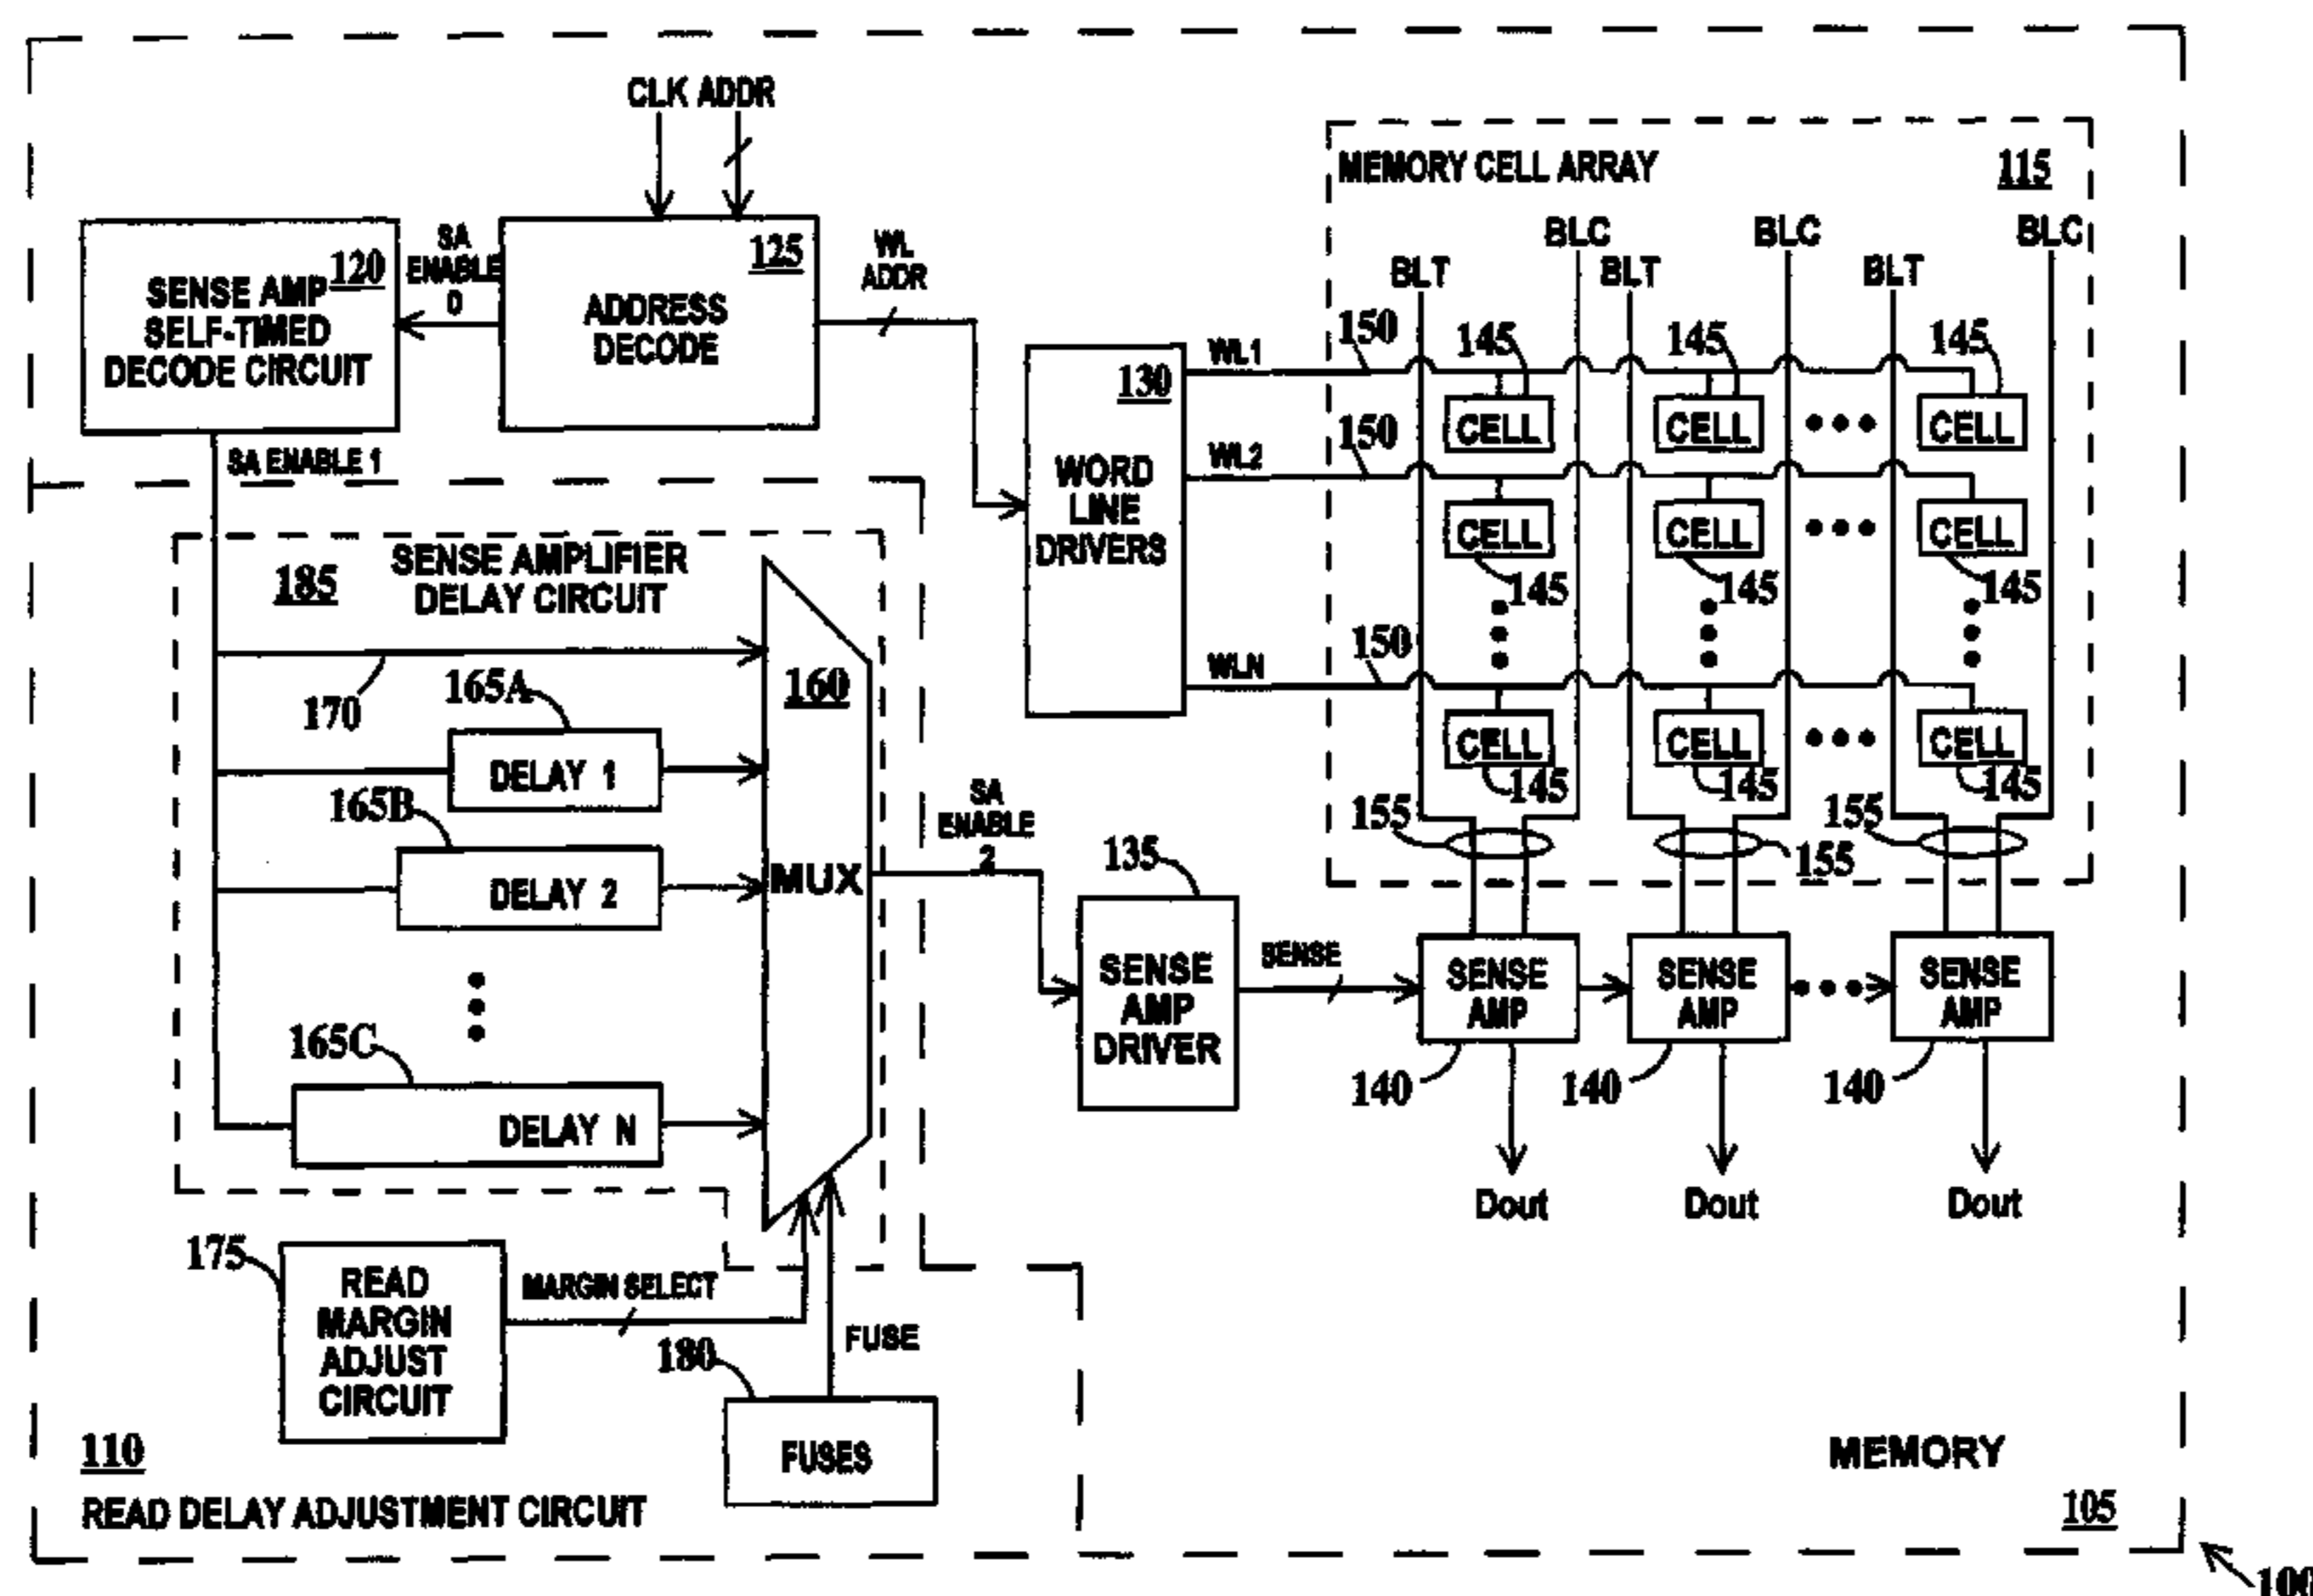 CLK ADDR
MEMORY CELL ARRAY
115
SENSE AMP
SELF-TIMED
DECODE CIRCUIT
120
SA
ENABLE
0
ADDRESS
DECODE
125
WL
ADDR
BLT
BLC
BLT
BLC
BLT
BLC
SA ENABLE 1
WORD
LINE
DRIVERS
130
WL1
150
145
145
145
CELL
CELL
CELL
WL2
150
CELL
CELL
CELL
145
145
145
WLN
150
CELL
CELL
CELL
145
145
145
155
155
155
185
SENSE AMPLIFIER
DELAY CIRCUIT
170
165A
DELAY 1
165B
DELAY 2
165C
DELAY N
160
MUX
SA
ENABLE
2
135
SENSE
AMP
DRIVER
SENSE
SENSE
AMP
SENSE
AMP
SENSE
AMP
140
140
140
Dout
Dout
Dout
175
READ
MARGIN
ADJUST
CIRCUIT
MARGIN SELECT
180
FUSE
FUSES
110
READ DELAY ADJUSTMENT CIRCUIT
MEMORY
105
100